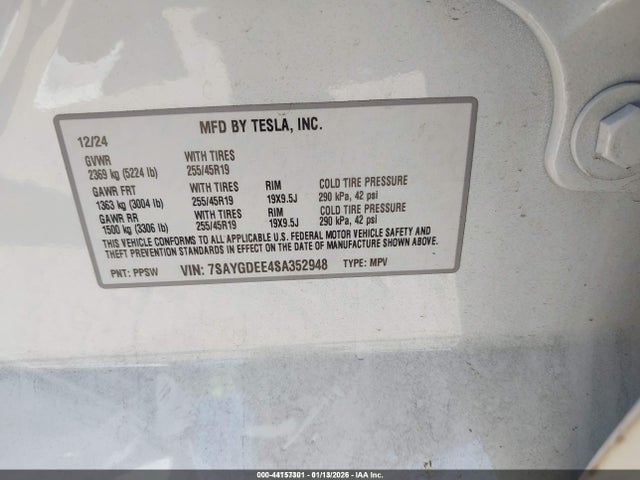 MFD BY TESLA, INC.
12/24
GVWR WITH TIRES
2369 kg (5224 lb) 255/45R19
GAWR FRT WITH TIRES RIM COLD TIRE PRESSURE
1363 kg (3004 lb) 255/45R19 19X9.5J 290 kPa, 42 psi
GAWR RR WITH TIRES RIM COLD TIRE PRESSURE
1500 kg (3306 lb) 255/45R19 19X9.5J 290 kPa, 42 psi
THIS VEHICLE CONFORMS TO ALL APPLICABLE U.S. FEDERAL MOTOR VEHICLE SAFETY AND
THEFT PREVENTION STANDARDS IN EFFECT ON THE DATE OF MANUFACTURE SHOWN ABOVE.
PNT: PPSW VIN: 7SAYGDEE4SA352948 TYPE: MPV
000-44157301 - 01/13/2026 - IAA Inc.